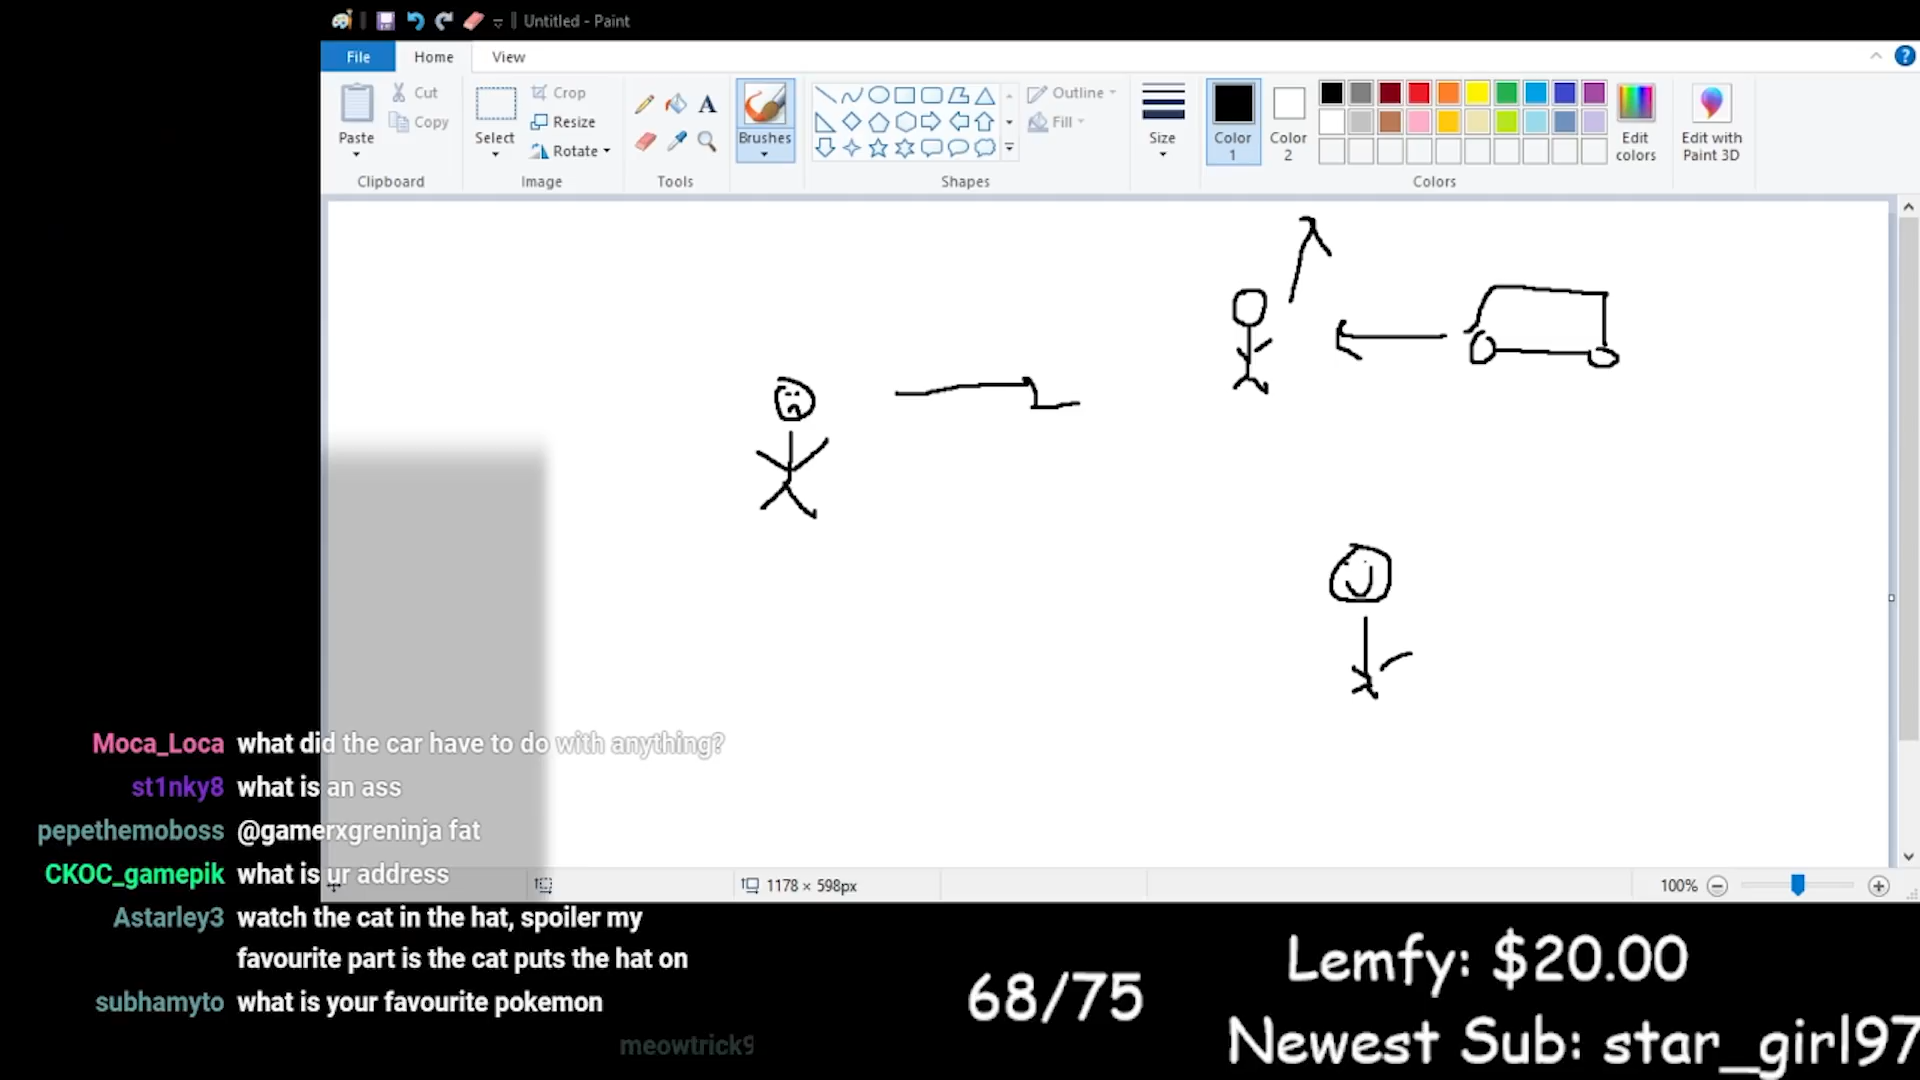 Untitled - Paint
File Home View
Paste
Cut
Copy
Clipboard
Select
Crop
Resize
Rotate
Image
A
Tools
Brushes
Shapes
Outline
Fill
Size
Color 1
Color 2
Colors
Edit colors
Edit with Paint 3D
Moca_Loca what did the car have to do with anything?
st1nky8 what is an ass
pepethemoboss @gamerxgreninja fat
CKOC_gamepik what is ur address
Astarley3 watch the cat in the hat, spoiler my
favourite part is the cat puts the hat on
subhamyto what is your favourite pokemon
meowtrick9
1178 × 598px
100%
68/75
Lemfy: $20.00
Newest Sub: star_girl97